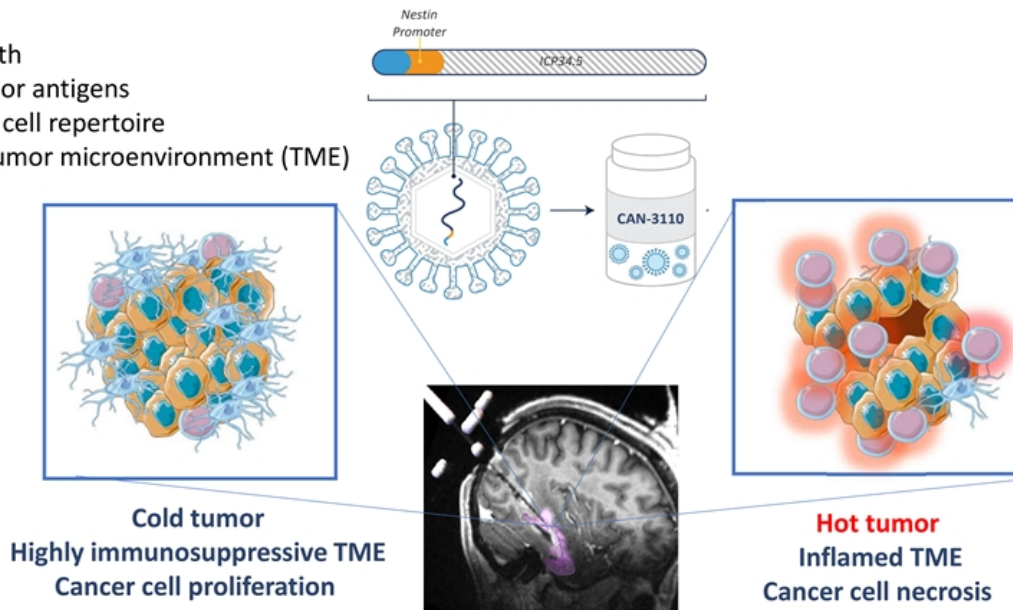 Nestin
Promoter
ICP34.5
or antigens
cell repertoire
umor microenvironment (TME)
CAN-3110
Cold tumor
Highly immunosuppressive TME
Cancer cell proliferation
Hot tumor
Inflamed TME
Cancer cell necrosis